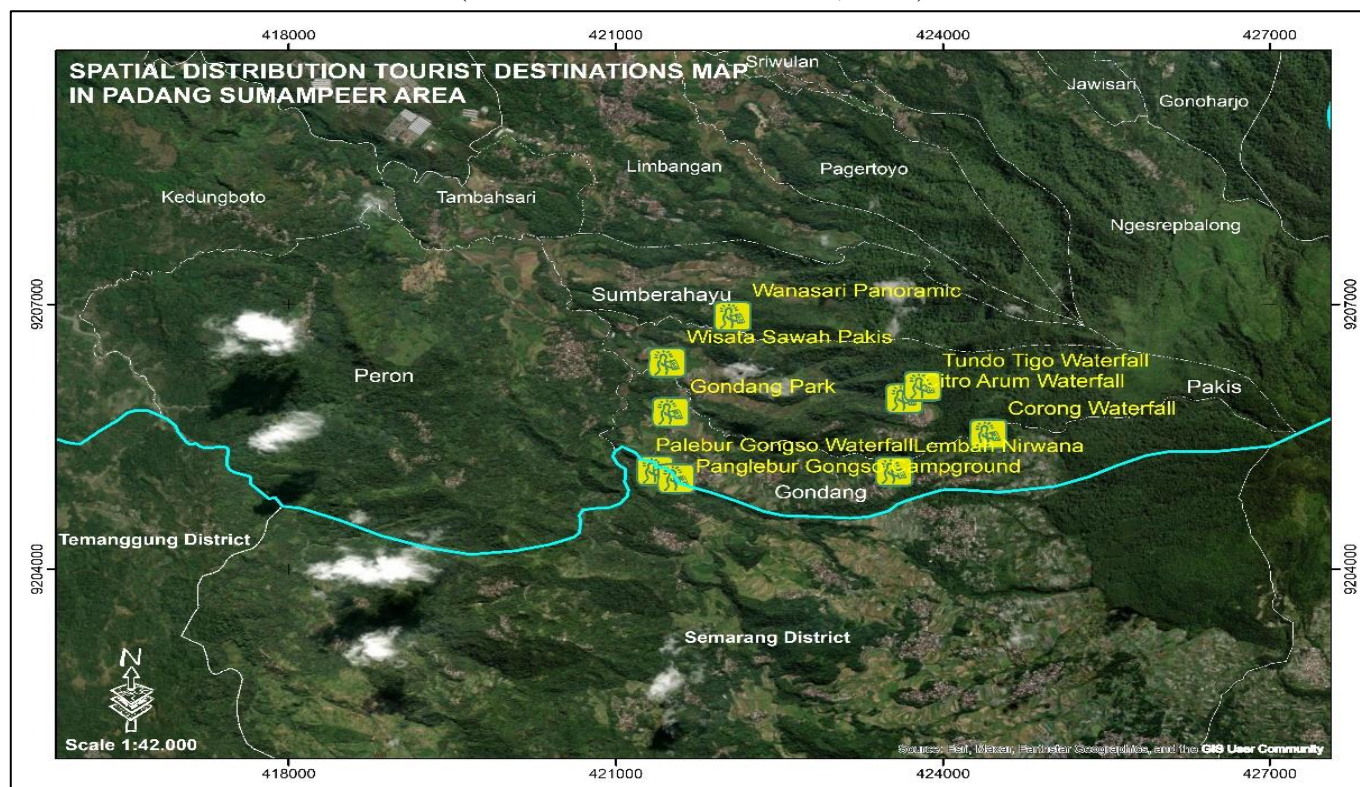 418000 421000 424000 427000
SPATIAL DISTRIBUTION TOURIST DESTINATIONS MAP
IN PADANG SUMAMPEER AREA
Sriwulan
Jawisari
Gonoharjo
Limbangan
Pagertoyo
Kedungboto
Tambahsari
Ngesrepbalong
9207000
9207000
Sumberahayu
Wanasari Panoramic
Wisata Sawah Pakis
Tundo Tigo Waterfall
Peron
Gondang Park
itro Arum Waterfall
Pakis
Corong Waterfall
Palebur Gongso Waterfall
Lembah Nirwana
Panglebur Gongso Campground
Gondang
Temanggung District
9204000
9204000
Semarang District
N
Scale 1:42.000
Source: Esri, Maxar, Earthstar Geographics, and the GIS User Community
418000 421000 424000 427000